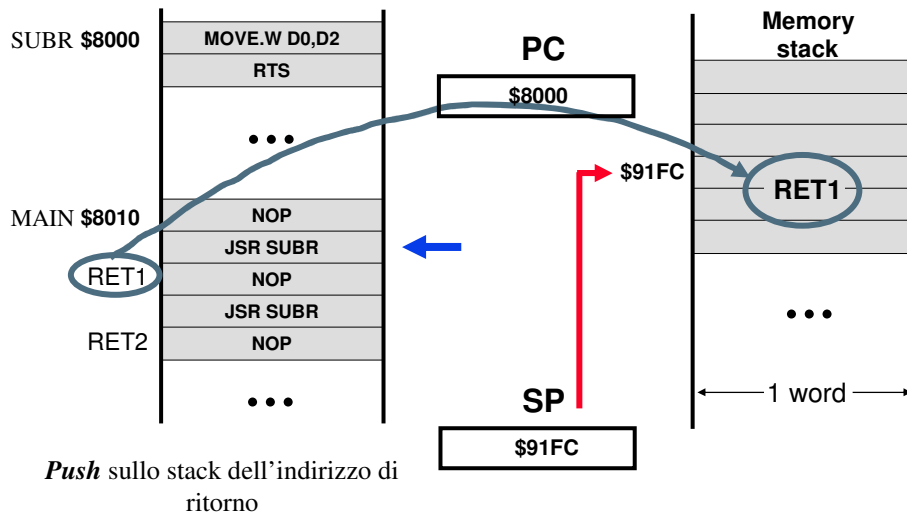 SUBR $8000
MOVE.W D0,D2
RTS
•••
MAIN $8010
NOP
JSR SUBR
RET1
NOP
JSR SUBR
RET2
NOP
•••
Push sullo stack dell'indirizzo di
ritorno
PC
$8000
$91FC
SP
$91FC
Memory
stack
RET1
•••
1 word